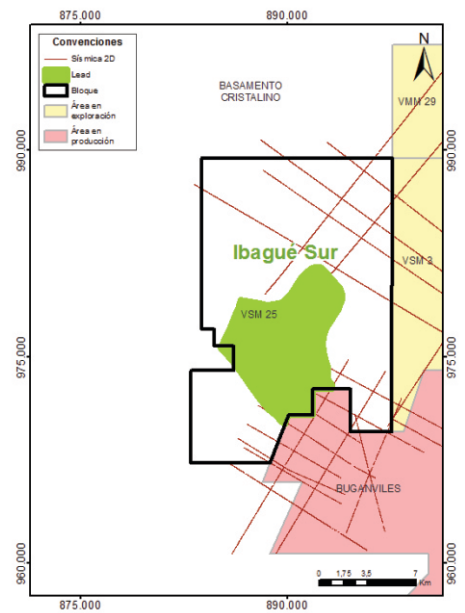 875.000
890.000
Convenciones
Sísmica 2D
Lead
Bloque
Área en
exploración
Área en
producción
N
BASAMENTO
CRISTALINO
VMM 29
990.000
990.000
Ibagué Sur
VSM 3
VSM 25
975.000
975.000
BUGANVILES
960.000
960.000
0 1,75 3,5 7
Km
875.000
890.000